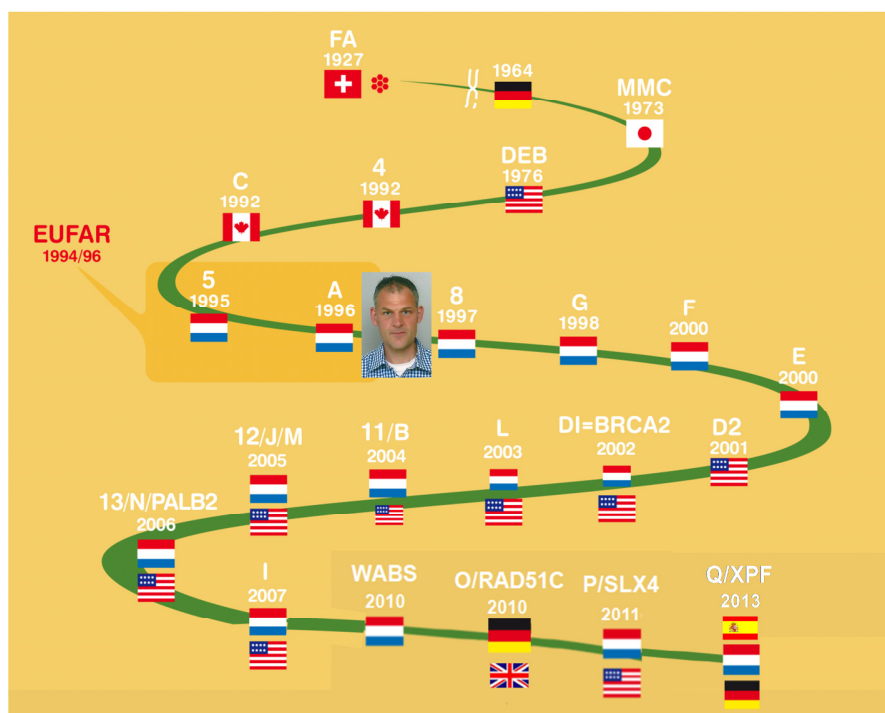 FA
1927
1964
MMC
1973
DEB
1976
4
1992
C
1992
EUFAR
1994/96
5
1995
A
1996
8
1997
G
1998
F
2000
E
2000
D2
2001
DI=BRCA2
2002
L
2003
11/B
2004
12/J/M
2005
13/N/PALB2
2006
I
2007
WABS
2010
O/RAD51C
2010
P/SLX4
2011
Q/XPF
2013